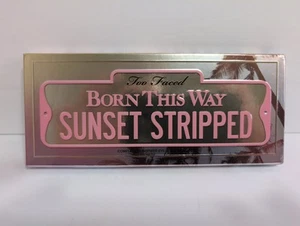 Too Faced
BORN THIS WAY
SUNSET STRIPPED